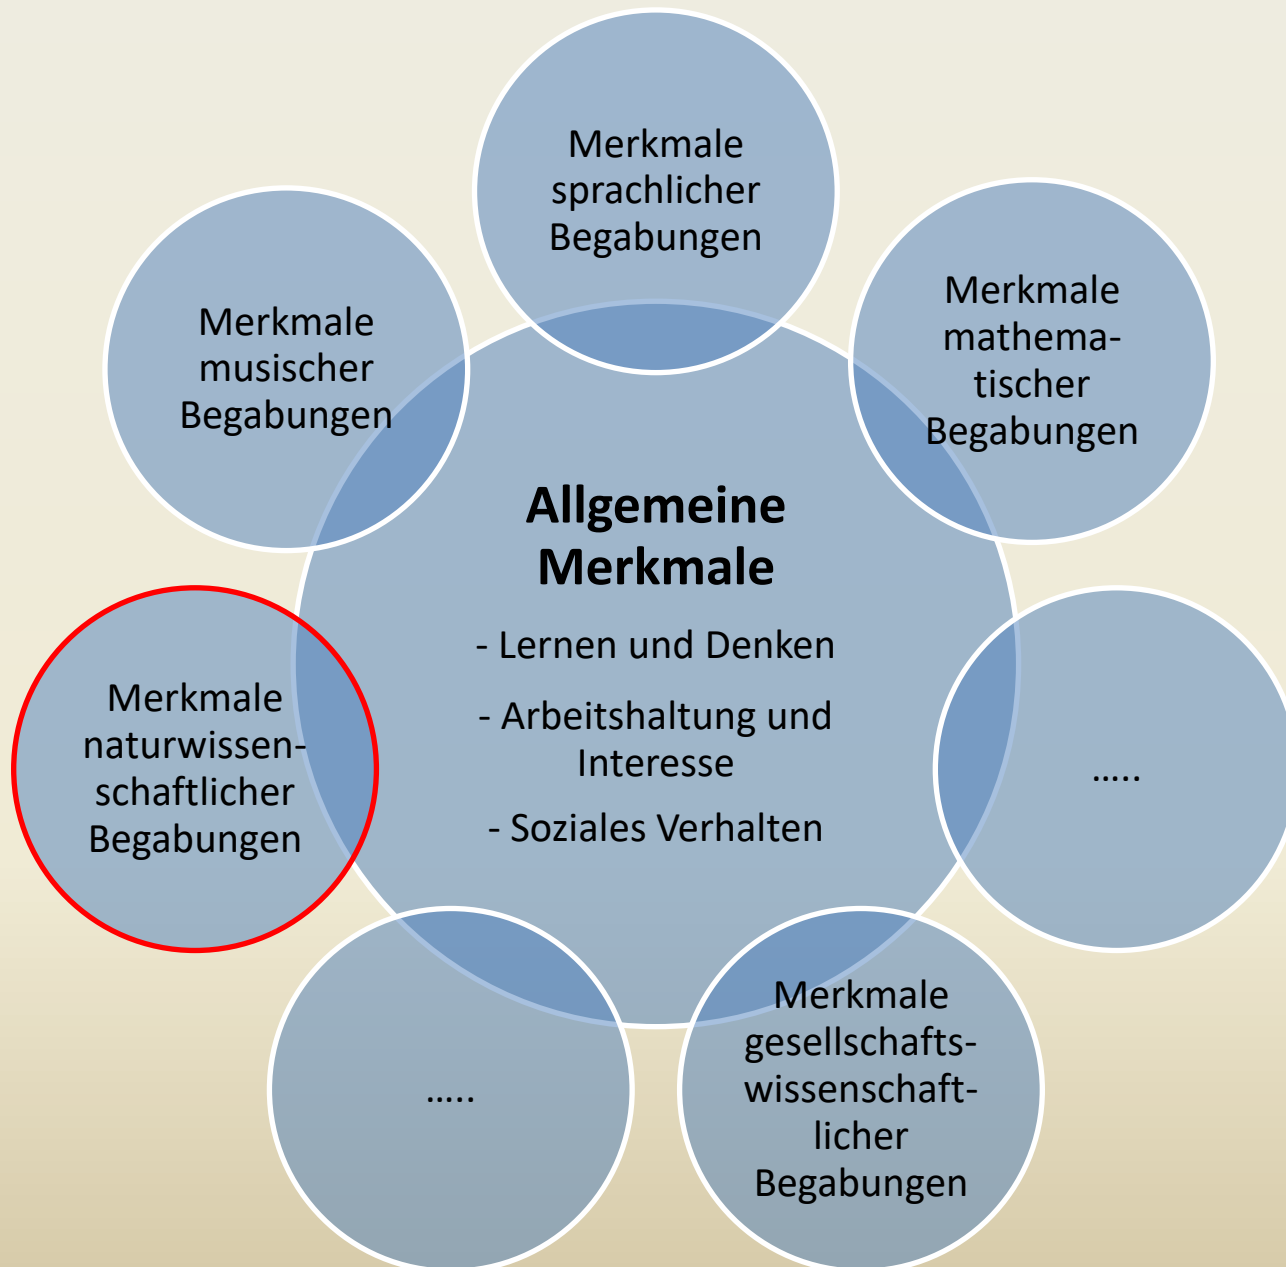 Merkmale
sprachlicher
Begabungen
Merkmale
mathema-
tischer
Begabungen
Merkmale
musischer
Begabungen
Allgemeine
Merkmale
- Lernen und Denken
- Arbeitshaltung und
Interesse
- Soziales Verhalten
Merkmale
naturwissen-
schaftlicher
Begabungen
.....
.....
Merkmale
gesellschafts-
wissenschaft-
licher
Begabungen